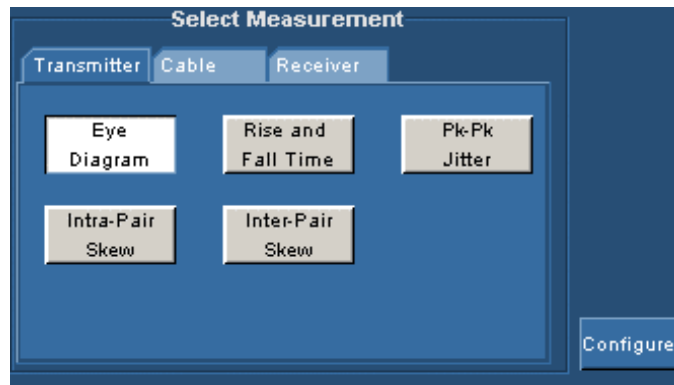 Select Measurement
Transmitter Cable Receiver
Eye Diagram
Rise and Fall Time
Pk-Pk Jitter
Intra-Pair Skew
Inter-Pair Skew
Configure